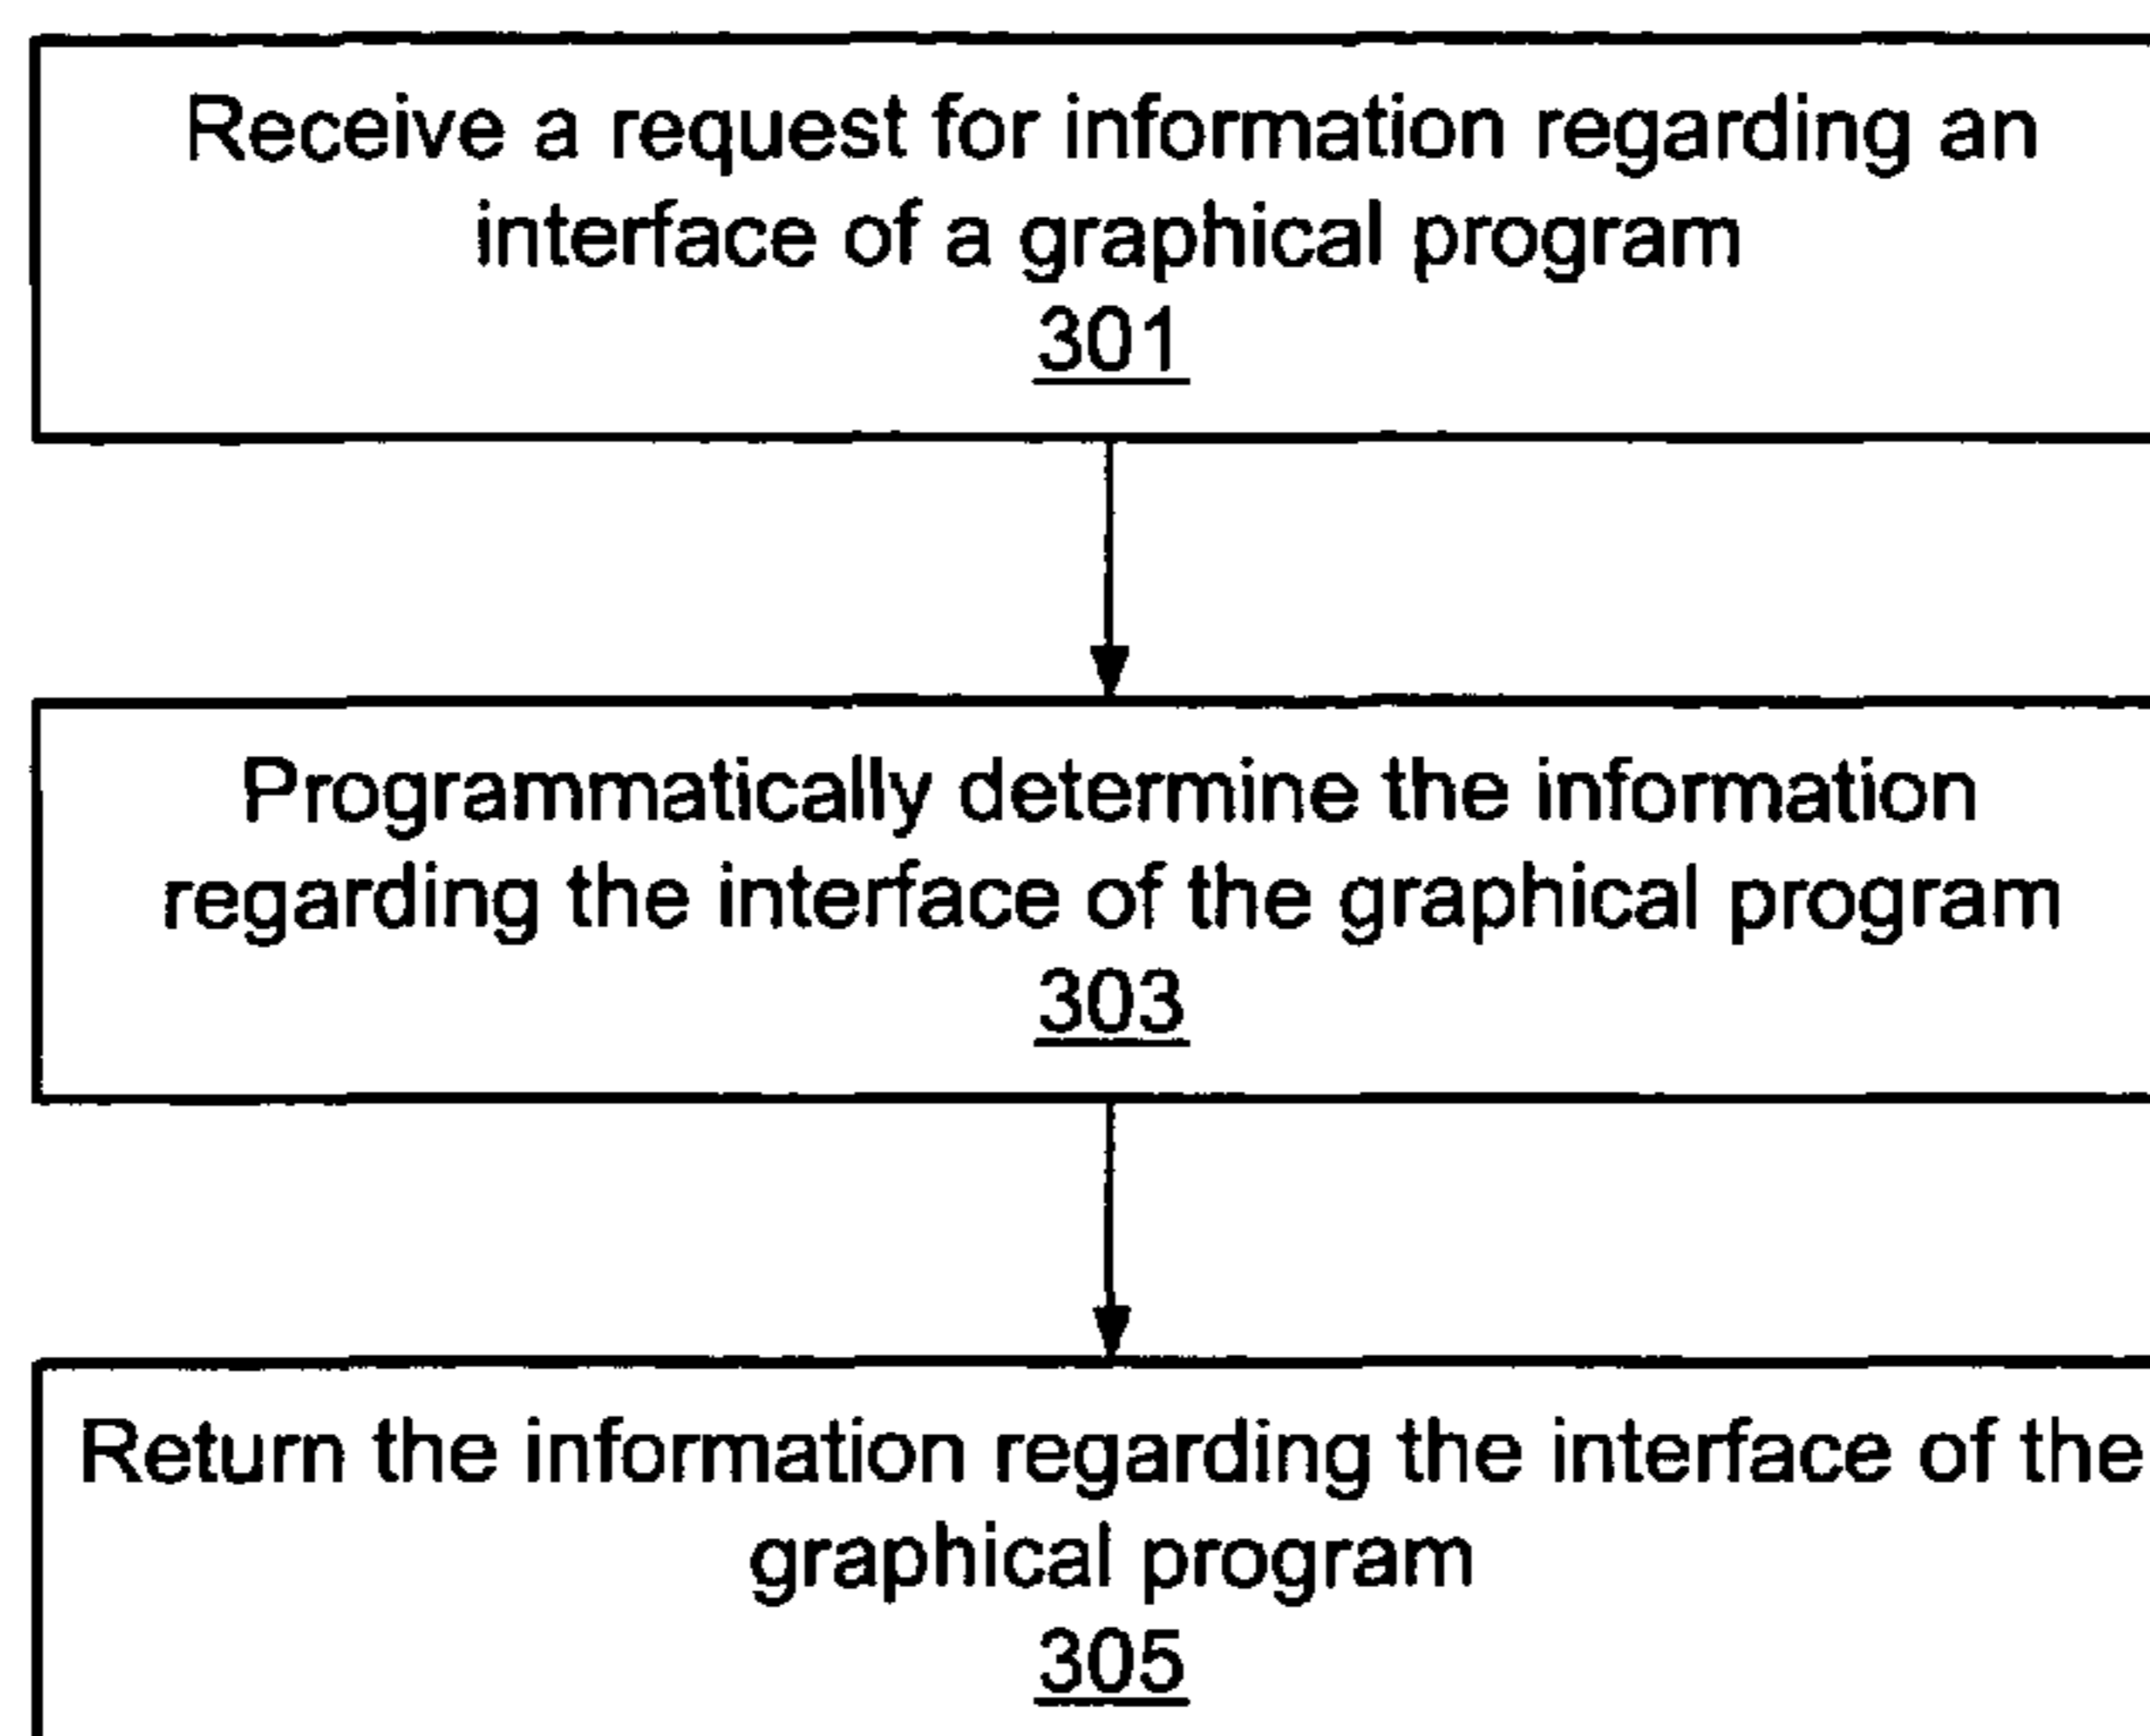 Receive a request for information regarding an
interface of a graphical program
301
Programmatically determine the information
regarding the interface of the graphical program
303
Return the information regarding the interface of the
graphical program
305